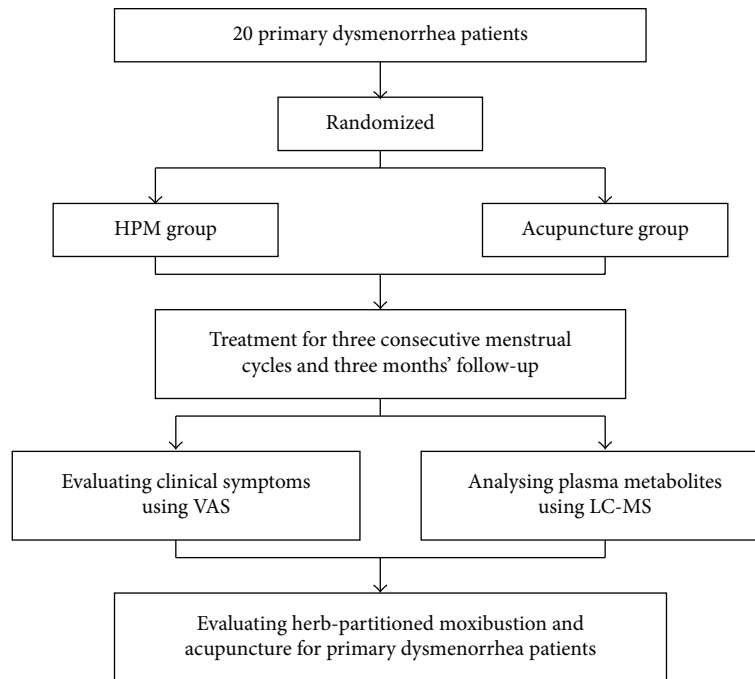 20 primary dysmenorrhea patients
Randomized
HPM group
Acupuncture group
Treatment for three consecutive menstrual
cycles and three months' follow-up
Evaluating clinical symptoms
using VAS
Analysing plasma metabolites
using LC-MS
Evaluating herb-partitioned moxibustion and
acupuncture for primary dysmenorrhea patients